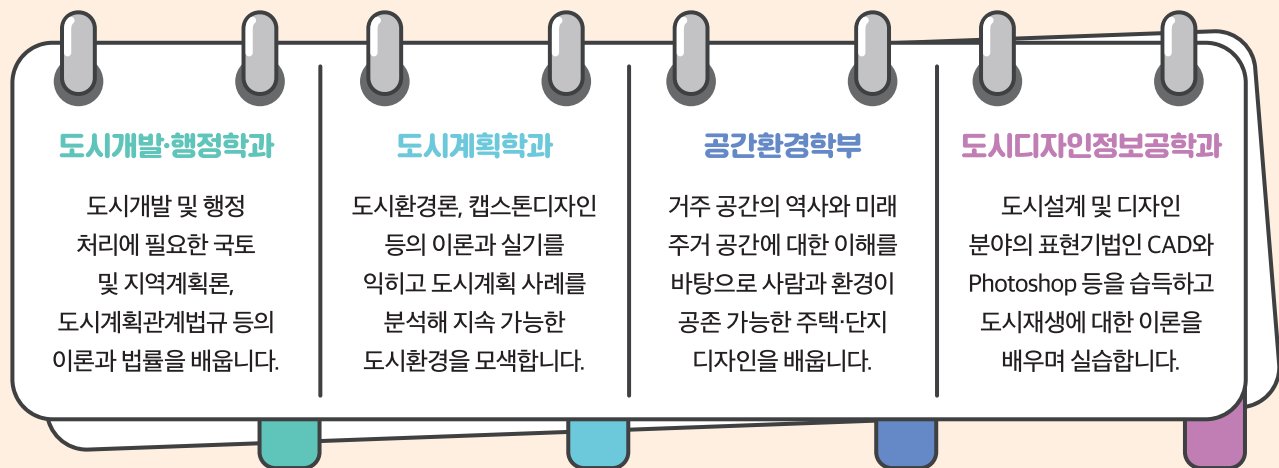 도시개발·행정학과
도시개발 및 행정
처리에 필요한 국토
및 지역계획론,
도시계획관계법규 등의
이론과 법률을 배웁니다.
도시계획학과
도시환경론, 캡스톤디자인
등의 이론과 실기를
익히고 도시계획 사례를
분석해 지속 가능한
도시환경을 모색합니다.
공간환경학부
거주 공간의 역사와 미래
주거 공간에 대한 이해를
바탕으로 사람과 환경이
공존 가능한 주택·단지
디자인을 배웁니다.
도시디자인정보공학과
도시설계 및 디자인
분야의 표현기법인 CAD와
Photoshop 등을 습득하고
도시재생에 대한 이론을
배우며 실습합니다.